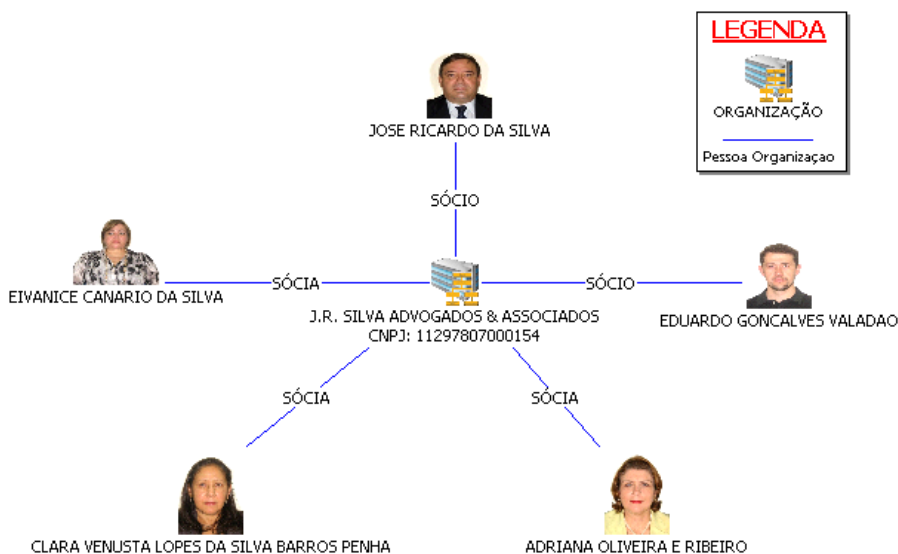 LEGENDA
ORGANIZAÇÃO
Pessoa Organizaçao
JOSE RICARDO DA SILVA
SÓCIO
EIVANICE CANARIO DA SILVA
SÓCIA
SÓCIO
EDUARDO GONCALVES VALADAO
J.R. SILVA ADVOGADOS & ASSOCIADOS
CNPJ: 11297807000154
SÓCIA
SÓCIA
CLARA VENUSTA LOPES DA SILVA BARROS PENHA
ADRIANA OLIVEIRA E RIBEIRO